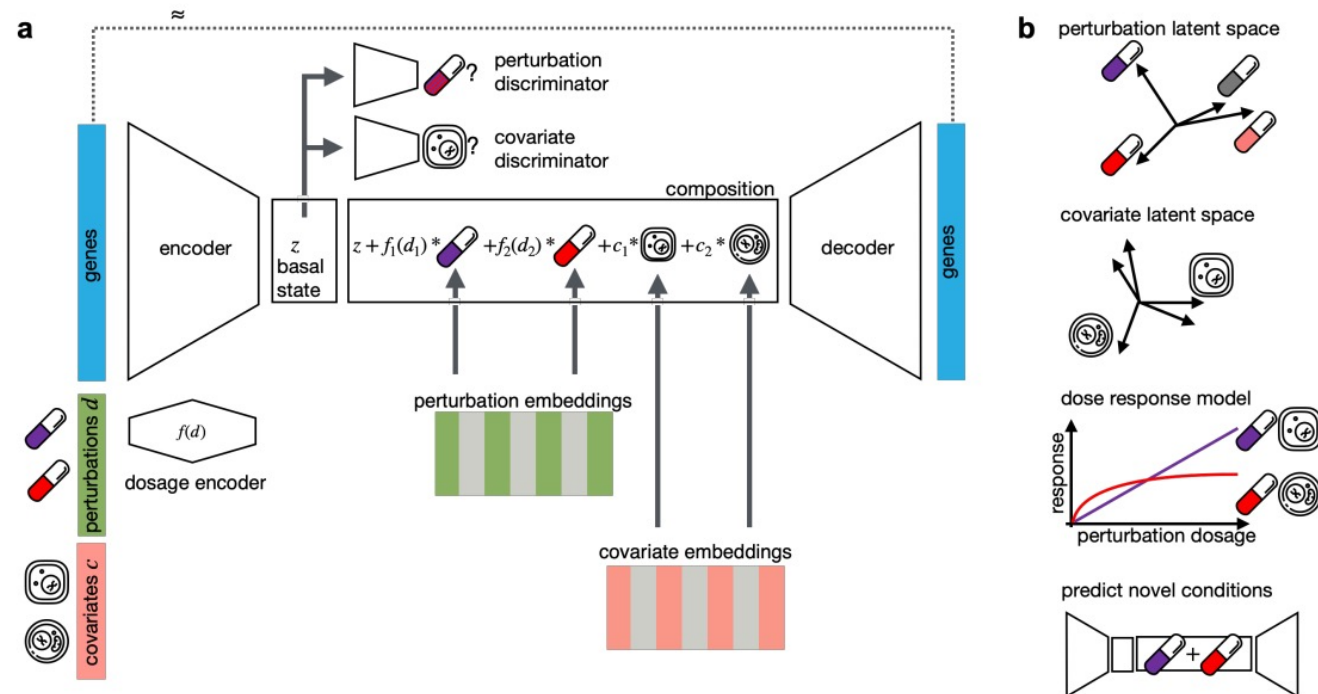 a
≈
perturbation
discriminator
?
covariate
discriminator
?
composition
genes
encoder
z
basal
state
z + f₁(d₁) * + f₂(d₂) * + c₁* + c₂ *
decoder
genes
perturbations d
f(d)
dosage encoder
perturbation embeddings
covariates c
covariate embeddings
b
perturbation latent space
covariate latent space
dose response model
response
perturbation dosage
predict novel conditions
+